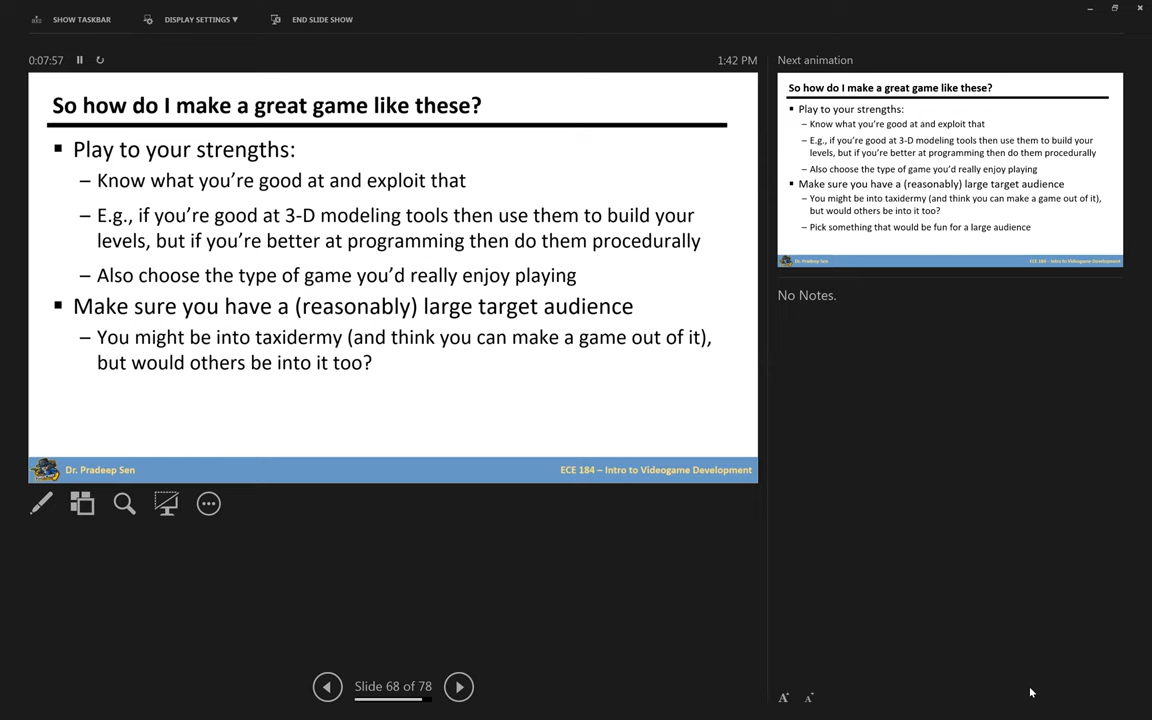 SHOW TASKBAR
DISPLAY SETTINGS ▼
END SLIDE SHOW
0:07:57
1:42 PM
So how do I make a great game like these?
▪ Play to your strengths:
– Know what you're good at and exploit that
– E.g., if you're good at 3-D modeling tools then use them to build your
levels, but if you're better at programming then do them procedurally
– Also choose the type of game you'd really enjoy playing
▪ Make sure you have a (reasonably) large target audience
– You might be into taxidermy (and think you can make a game out of it),
but would others be into it too?
Dr. Pradeep Sen
ECE 184 – Intro to Videogame Development
Slide 68 of 78
Next animation
So how do I make a great game like these?
▪ Play to your strengths:
– Know what you're good at and exploit that
– E.g., if you're good at 3-D modeling tools then use them to build your
levels, but if you're better at programming then do them procedurally
– Also choose the type of game you'd really enjoy playing
▪ Make sure you have a (reasonably) large target audience
– You might be into taxidermy (and think you can make a game out of it),
but would others be into it too?
– Pick something that would be fun for a large audience
Dr. Pradeep Sen
ECE 184 – Intro to Videogame Development
No Notes.
A A